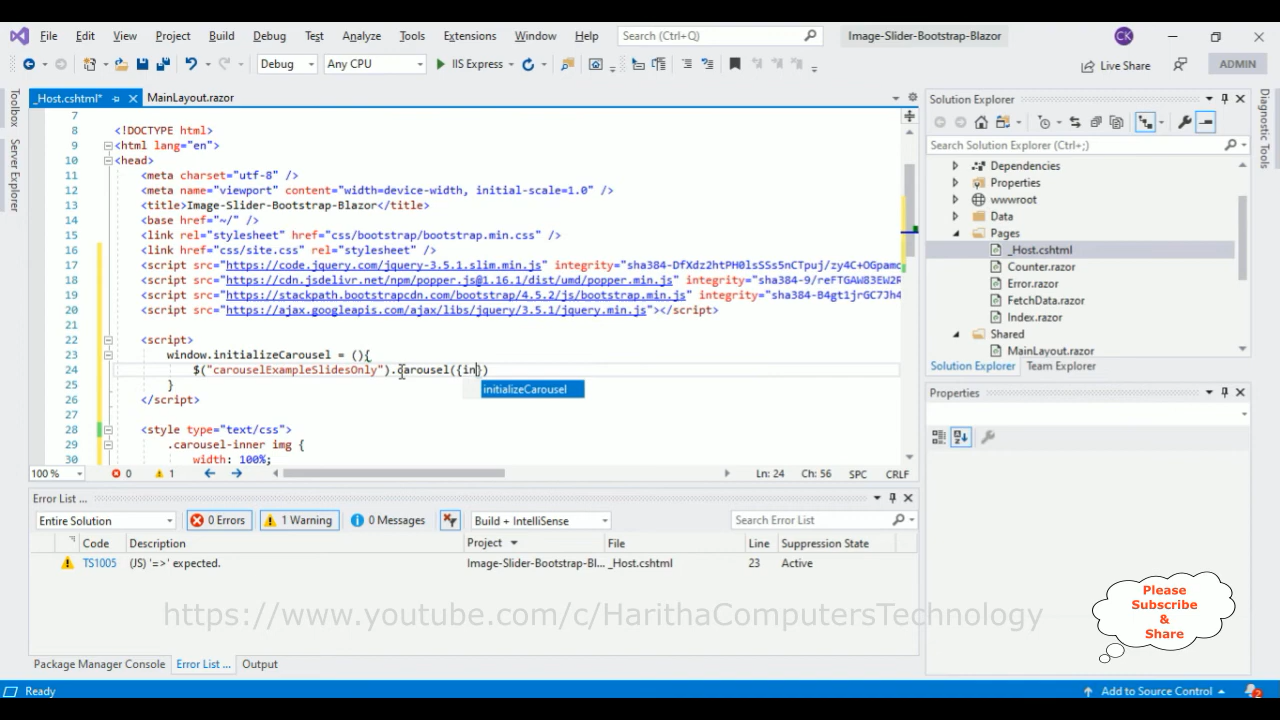 File Edit View Project Build Debug Test Analyze Tools Extensions Window Help Search (Ctrl+Q) Image-Slider-Bootstrap-Blazor CK
Debug Any CPU IIS Express Live Share ADMIN
Toolbox
Server Explorer
_Host.cshtml* MainLayout.razor
7
8 <!DOCTYPE html>
9 <html lang="en">
10 <head>
11 <meta charset="utf-8" />
12 <meta name="viewport" content="width=device-width, initial-scale=1.0" />
13 <title>Image-Slider-Bootstrap-Blazor</title>
14 <base href="~/" />
15 <link rel="stylesheet" href="css/bootstrap/bootstrap.min.css" />
16 <link href="css/site.css" rel="stylesheet" />
17 <script src="https://code.jquery.com/jquery-3.5.1.slim.min.js" integrity="sha384-DfXdz2htPH0lsSSs5nCTpuj/zy4C+OGpamo
18 <script src="https://cdn.jsdelivr.net/npm/popper.js@1.16.1/dist/umd/popper.min.js" integrity="sha384-9/reFTGAW83EW2R
19 <script src="https://stackpath.bootstrapcdn.com/bootstrap/4.5.2/js/bootstrap.min.js" integrity="sha384-B4gt1jrGC7Jh4
20 <script src="https://ajax.googleapis.com/ajax/libs/jquery/3.5.1/jquery.min.js"></script>
21
22 <script>
23 window.initializeCarousel = (){
24 $("carouselExampleSlidesOnly").carousel({in})
initializeCarousel
25 }
26 </script>
27
28 <style type="text/css">
29 .carousel-inner img {
30 width: 100%;
100 % 0 1 Ln: 24 Ch: 56 SPC CRLF
Solution Explorer
Search Solution Explorer (Ctrl+;)
Dependencies
Properties
wwwroot
Data
Pages
_Host.cshtml
Counter.razor
Error.razor
FetchData.razor
Index.razor
Shared
MainLayout.razor
Solution Explorer Team Explorer
Properties
Diagnostic Tools
Error List ...
Entire Solution 0 Errors 1 Warning 0 Messages Build + IntelliSense Search Error List
Code Description Project File Line Suppression State
TS1005 (JS) '=>' expected. Image-Slider-Bootstrap-Bl... _Host.cshtml 23 Active
https://www.youtube.com/c/HarithaComputersTechnology
Please
Subscribe
&
Share
Package Manager Console Error List ... Output
Ready Add to Source Control 2